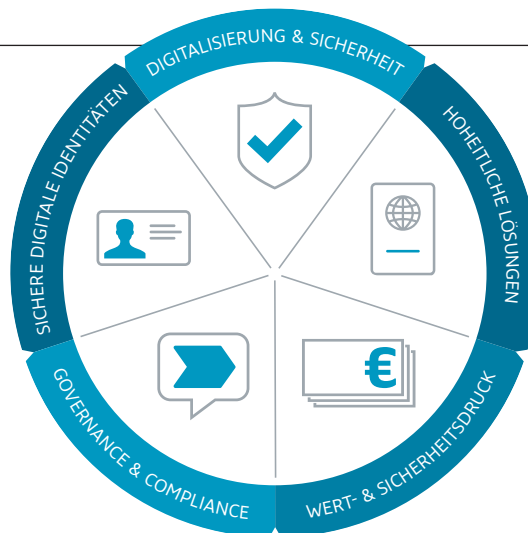 DIGITALISIERUNG & SICHERHEIT
HOHEITLICHE LÖSUNGEN
WERT- & SICHERHEITSDRUCK
GOVERNANCE & COMPLIANCE
SICHERE DIGITALE IDENTITÄTEN
€